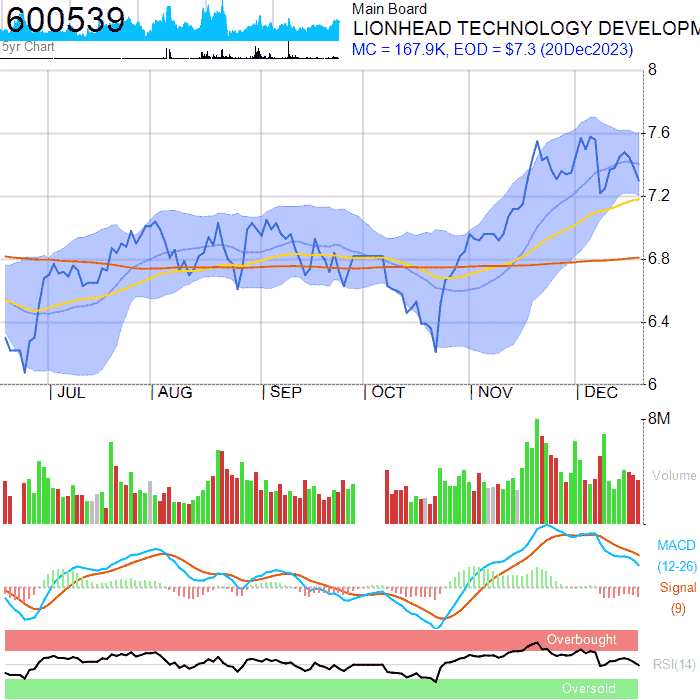 600539
5yr Chart
Main Board
LIONHEAD TECHNOLOGY DEVELOPM
MC = 167.9K, EOD = $7.3 (20Dec2023)
8
7.6
7.2
6.8
6.4
6
JUL AUG SEP OCT NOV DEC
8M
Volume
MACD
(12-26)
Signal
(9)
Overbought
RSI(14)
Oversold